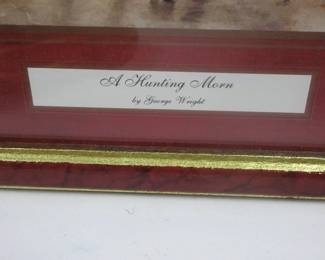 A Hunting Morn
by George Wright